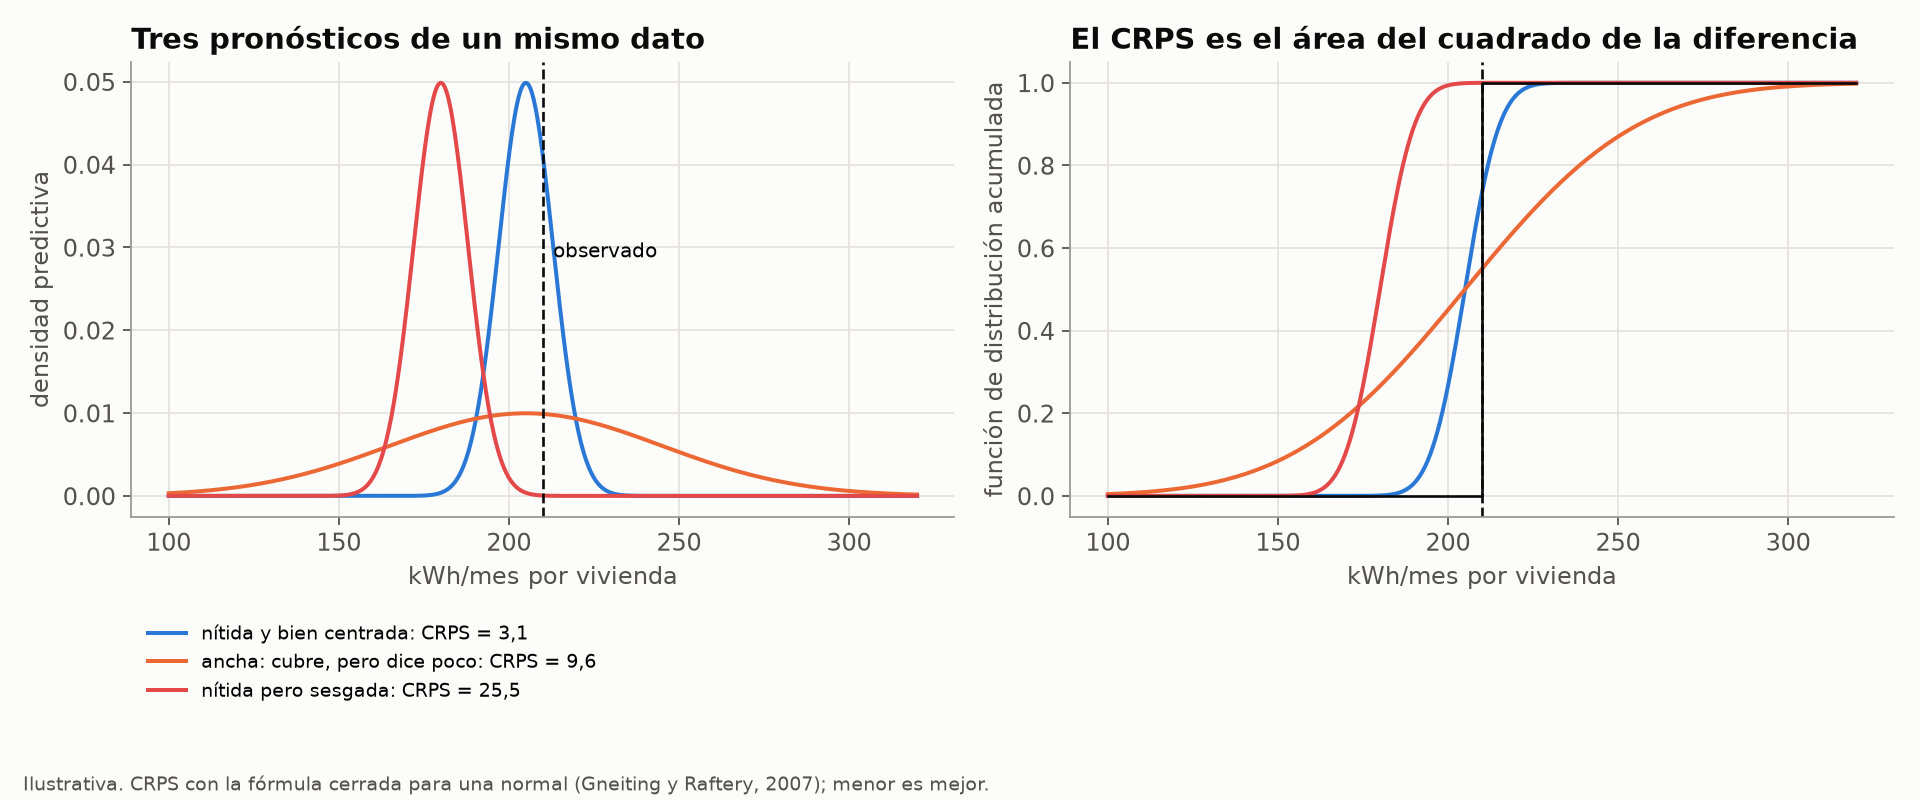 Tres pronósticos de un mismo dato
densidad predictiva
0.05
0.04
0.03
0.02
0.01
0.00
observado
100 150 200 250 300
kWh/mes por vivienda
nítida y bien centrada: CRPS = 3,1
ancha: cubre, pero dice poco: CRPS = 9,6
nítida pero sesgada: CRPS = 25,5
El CRPS es el área del cuadrado de la diferencia
función de distribución acumulada
1.0
0.8
0.6
0.4
0.2
0.0
100 150 200 250 300
kWh/mes por vivienda
Ilustrativa. CRPS con la fórmula cerrada para una normal (Gneiting y Raftery, 2007); menor es mejor.